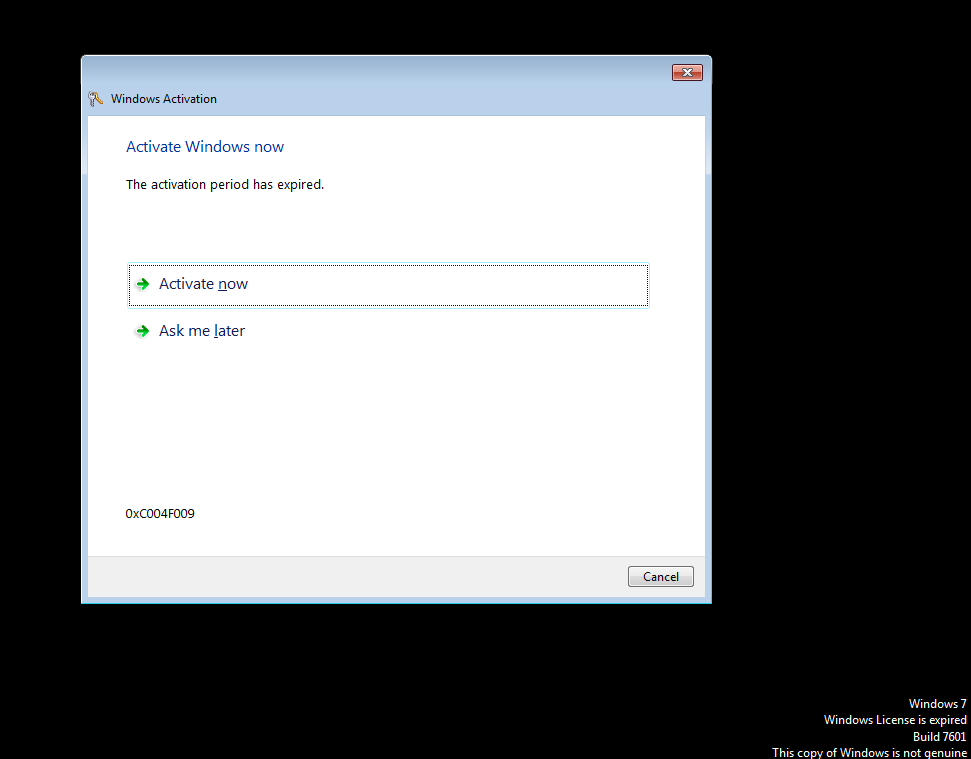 Windows Activation
Activate Windows now
The activation period has expired.
Activate now
Ask me later
0xC004F009
Cancel
Windows 7
Windows License is expired
Build 7601
This copy of Windows is not genuine